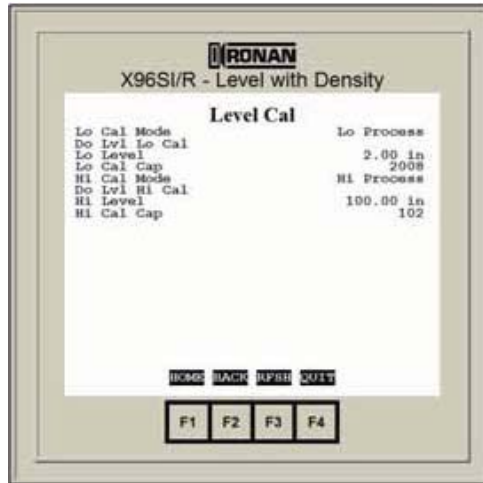 RONAN
X96SI/R - Level with Density
Level Cal
Lo Cal Mode Lo Process
Do Lvl Lo Cal
Lo Level 2.00 in
Lo Cal Cap 2008
Hi Cal Mode Hi Process
Do Lvl Hi Cal
Hi Level 100.00 in
Hi Cal Cap 102
HOME BACK RFSH QUIT
F1 F2 F3 F4